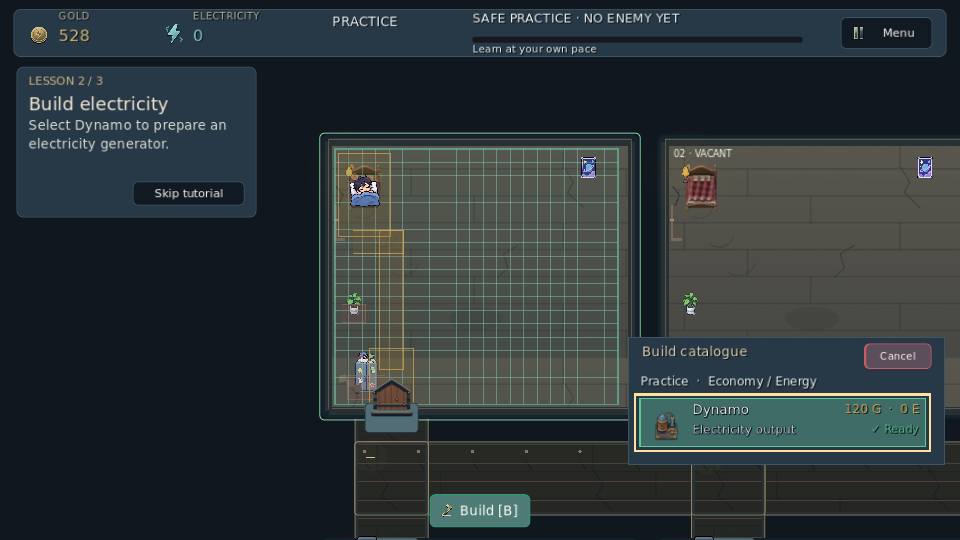 GOLD
528
ELECTRICITY
0
PRACTICE
SAFE PRACTICE · NO ENEMY YET
Learn at your own pace
Menu
LESSON 2 / 3
Build electricity
Select Dynamo to prepare an
electricity generator.
Skip tutorial
02 · VACANT
Build catalogue
Cancel
Practice · Economy / Energy
Dynamo
120 G · 0 E
Electricity output
✓ Ready
Build [B]